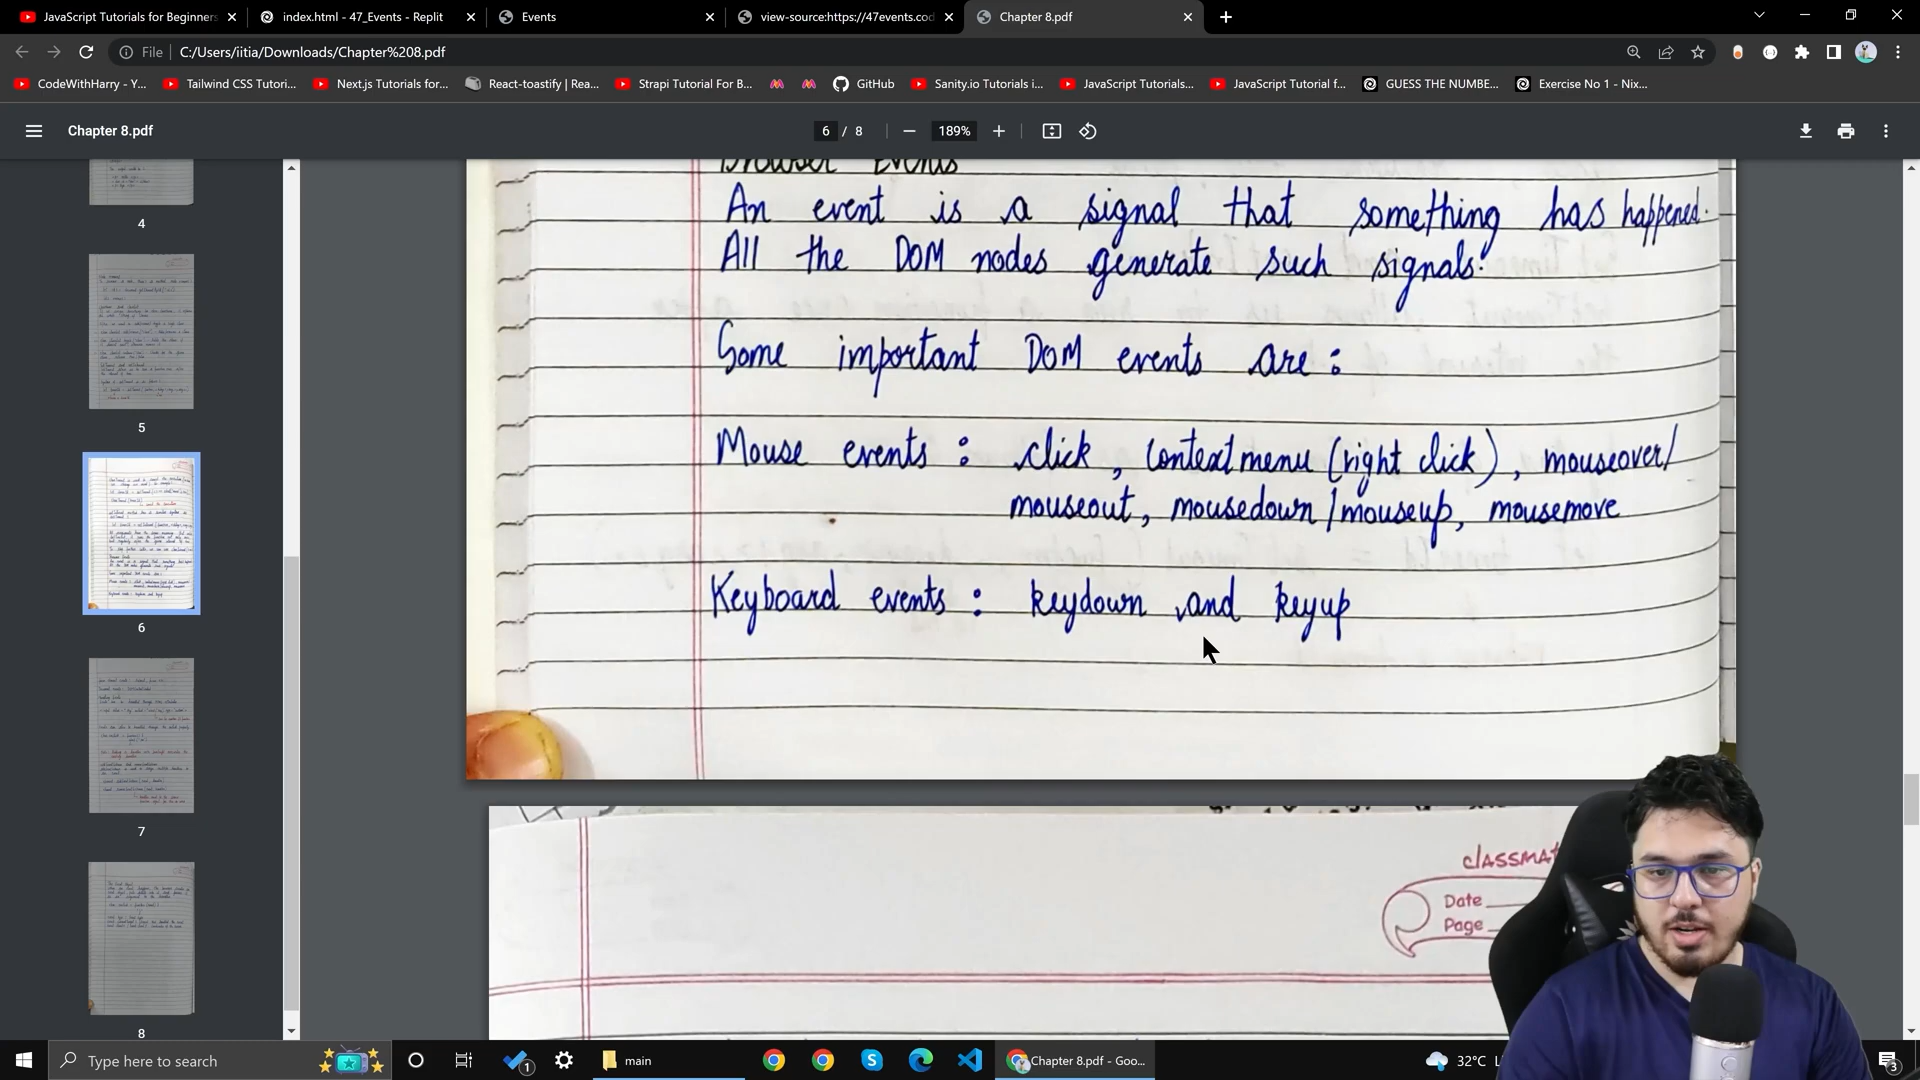 JavaScript Tutorials for Beginners
index.html - 47_Events - Replit
Events
view-source:https://47events.cod
Chapter 8.pdf
File
C:/Users/iitia/Downloads/Chapter%208.pdf
CodeWithHarry - Y...
Tailwind CSS Tutori...
Next.js Tutorials for...
React-toastify | Rea...
Strapi Tutorial For B...
GitHub
Sanity.io Tutorials i...
JavaScript Tutorials...
JavaScript Tutorial f...
GUESS THE NUMBE...
Exercise No 1 - Nix...
Chapter 8.pdf
6 / 8
189%
4
5
6
7
8
Browser Events
An event is a signal that something has happened.
All the DOM nodes generate such signals.
Some important DOM events are :
Mouse events : click, contextmenu (right click), mouseover/
mouseout, mousedown / mouseup, mousemove
Keyboard events : keydown and keyup
Date
Page
Type here to search
1
main
Chapter 8.pdf - Goo...
32°C
3